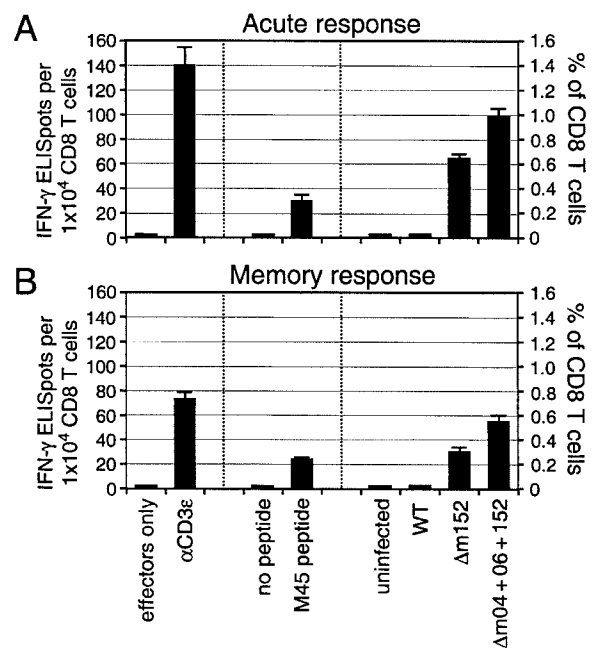 A
Acute response
IFN-γ ELISpots per
1x10⁴ CD8 T cells
160
140
120
100
80
60
40
20
0
1.6
1.4
1.2
1.0
0.8
0.6
0.4
0.2
0
% of CD8 T cells
B
Memory response
IFN-γ ELISpots per
1x10⁴ CD8 T cells
160
140
120
100
80
60
40
20
0
1.6
1.4
1.2
1.0
0.8
0.6
0.4
0.2
0
% of CD8 T cells
effectors only
αCD3ε
no peptide
M45 peptide
uninfected
WT
Δm152
Δm04 + 06 + 152